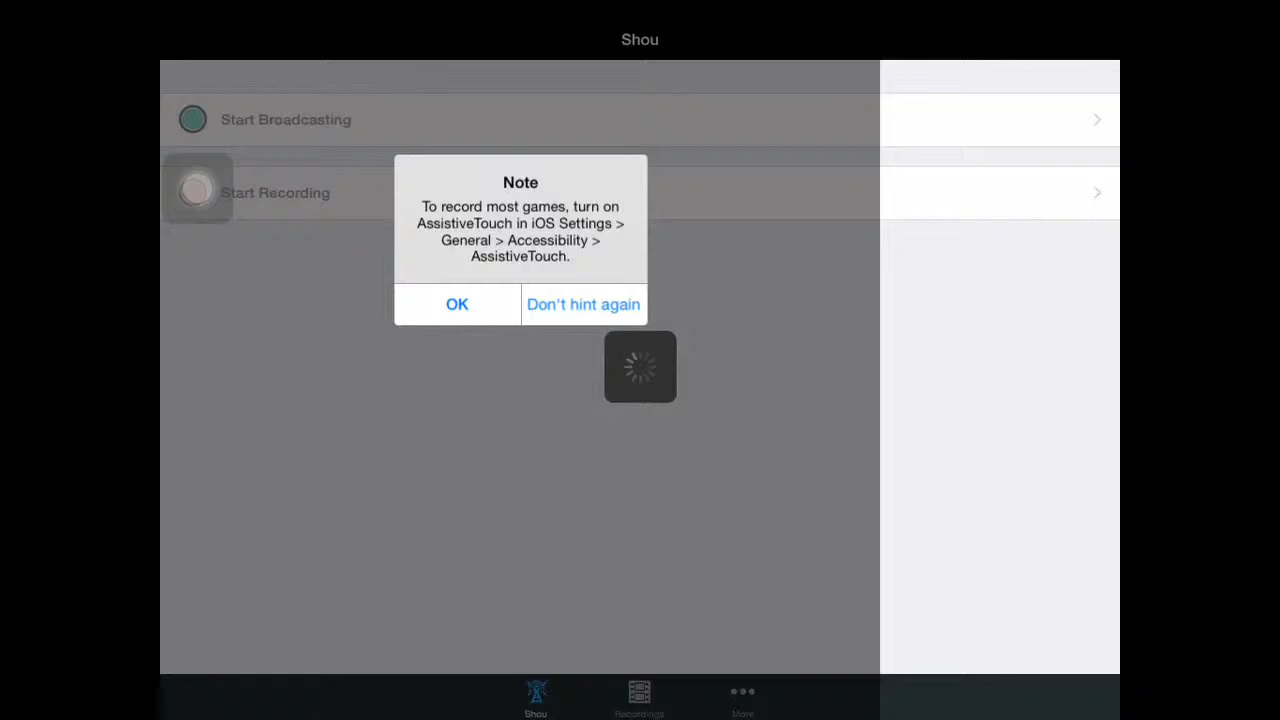 Shou
Start Broadcasting
Start Recording
Note
To record most games, turn on
AssistiveTouch in iOS Settings >
General > Accessibility >
AssistiveTouch.
OK
Don't hint again
Shou
Recordings
More